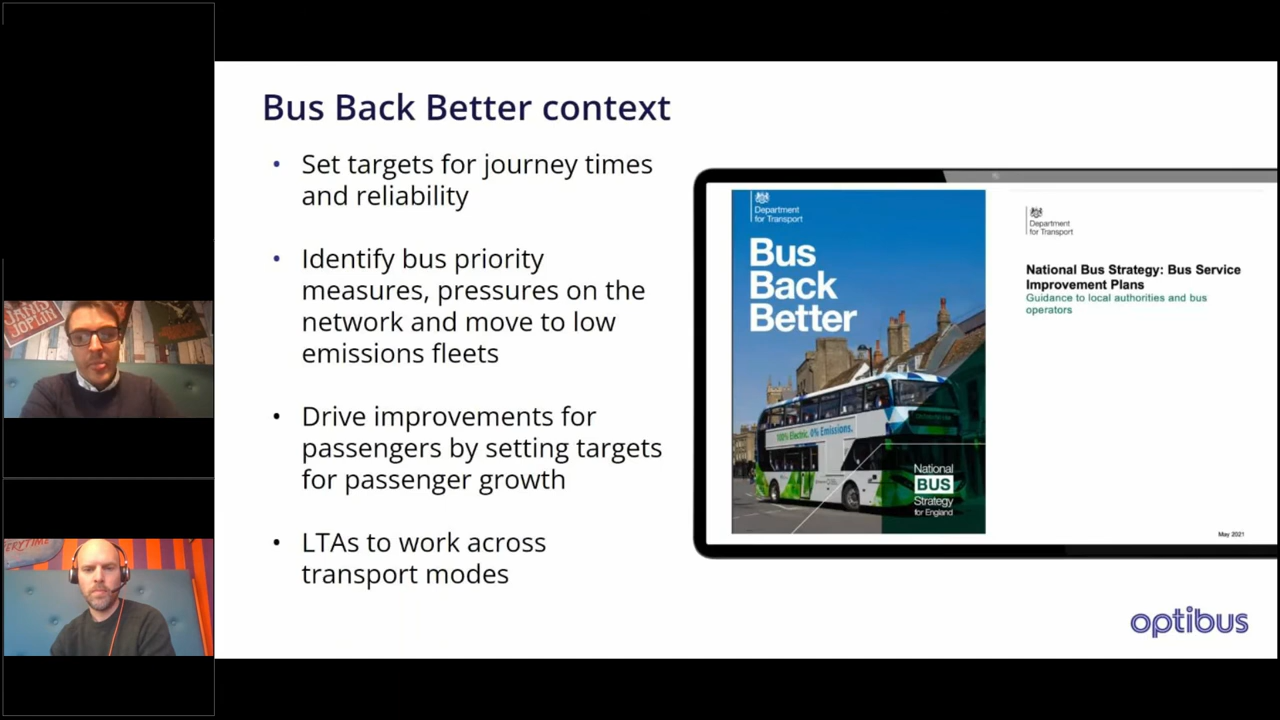 Bus Back Better context
• Set targets for journey times
and reliability
• Identify bus priority
measures, pressures on the
network and move to low
emissions fleets
• Drive improvements for
passengers by setting targets
for passenger growth
• LTAs to work across
transport modes
Department
for Transport
Bus
Back
Better
100% Electric. 0% Emissions.
National
BUS
Strategy
for England
Department
for Transport
National Bus Strategy: Bus Service
Improvement Plans
Guidance to local authorities and bus
operators
May 2021
optibus
JANIS
JOPLIN
EVERYTIME